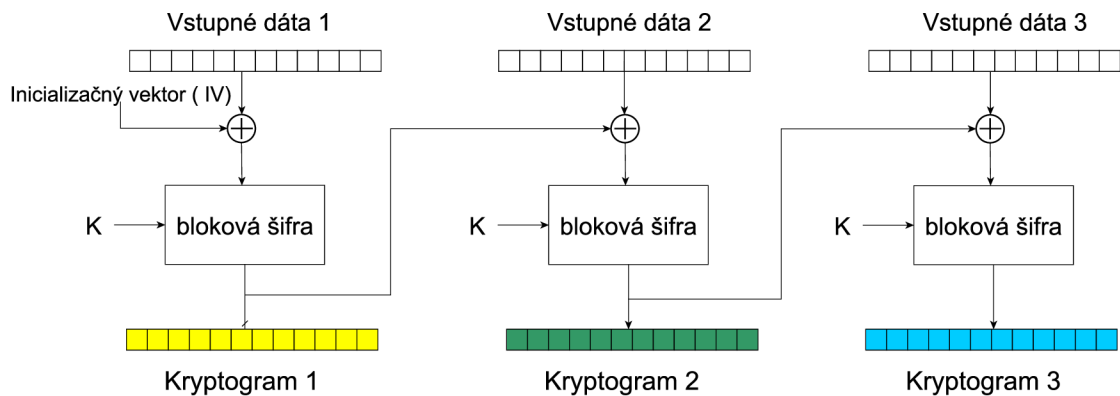 Vstupné dáta 1
Vstupné dáta 2
Vstupné dáta 3
Inicializačný vektor ( IV)
K
bloková šifra
K
bloková šifra
K
bloková šifra
Kryptogram 1
Kryptogram 2
Kryptogram 3